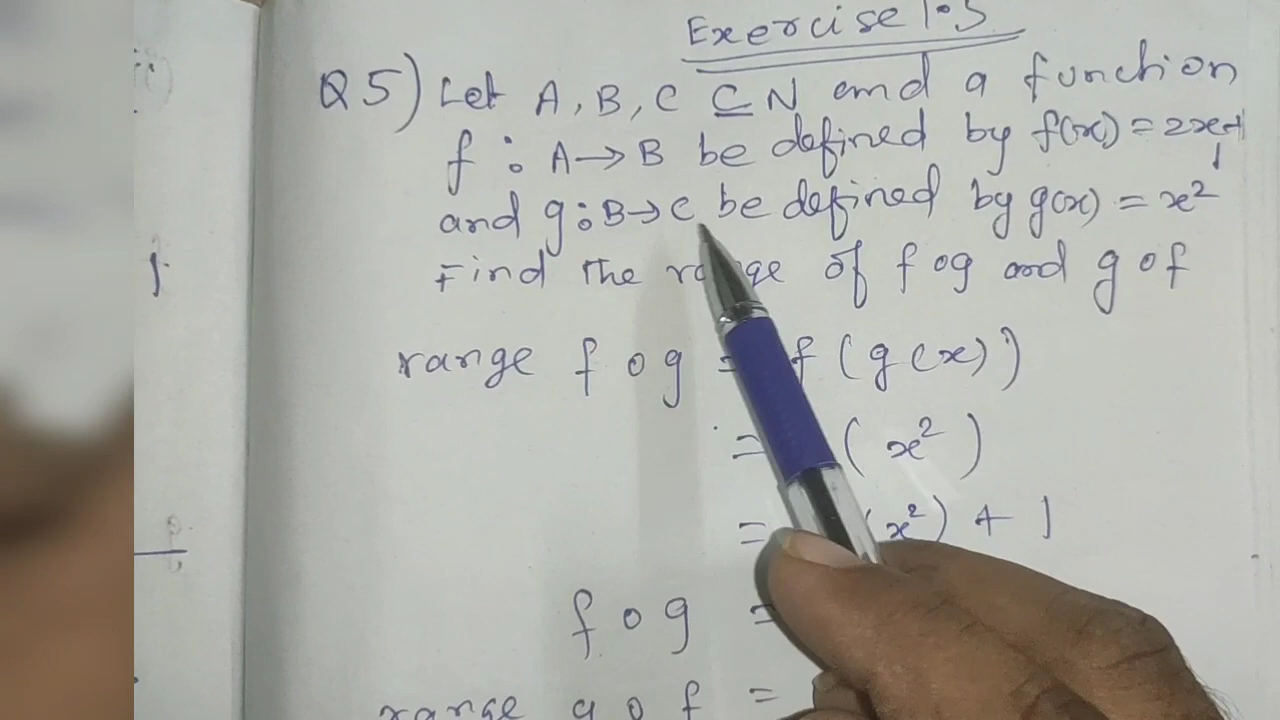 Exercise 1.5
Q5) Let A, B, C ⊆ N and a function
f : A → B be defined by f(x) = 2x+1
and g : B → C be defined by g(x) = x²
Find the range of f o g and g o f
range f o g = f (g(x))
= (x²)
= (x²) + 1
f o g =
range g o f =